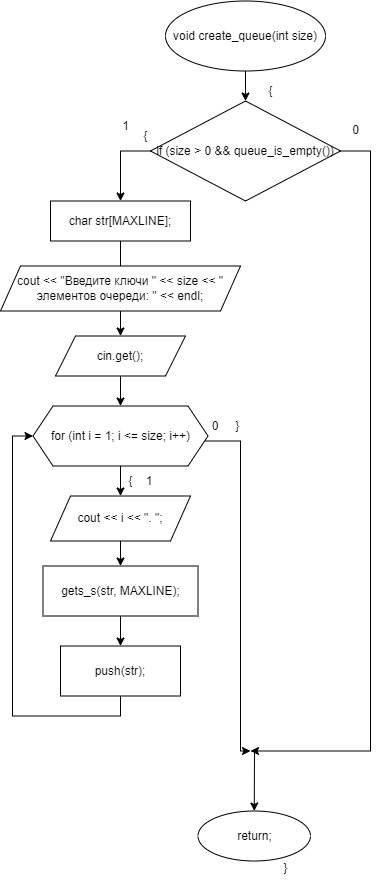 void create_queue(int size)
{
1
0
{
if (size > 0 && queue_is_empty())
char str[MAXLINE];
cout << "Введите ключи " << size << "
элементов очереди: " << endl;
cin.get();
for (int i = 1; i <= size; i++)
0 }
{ 1
cout << i << ". ";
gets_s(str, MAXLINE);
push(str);
return;
}